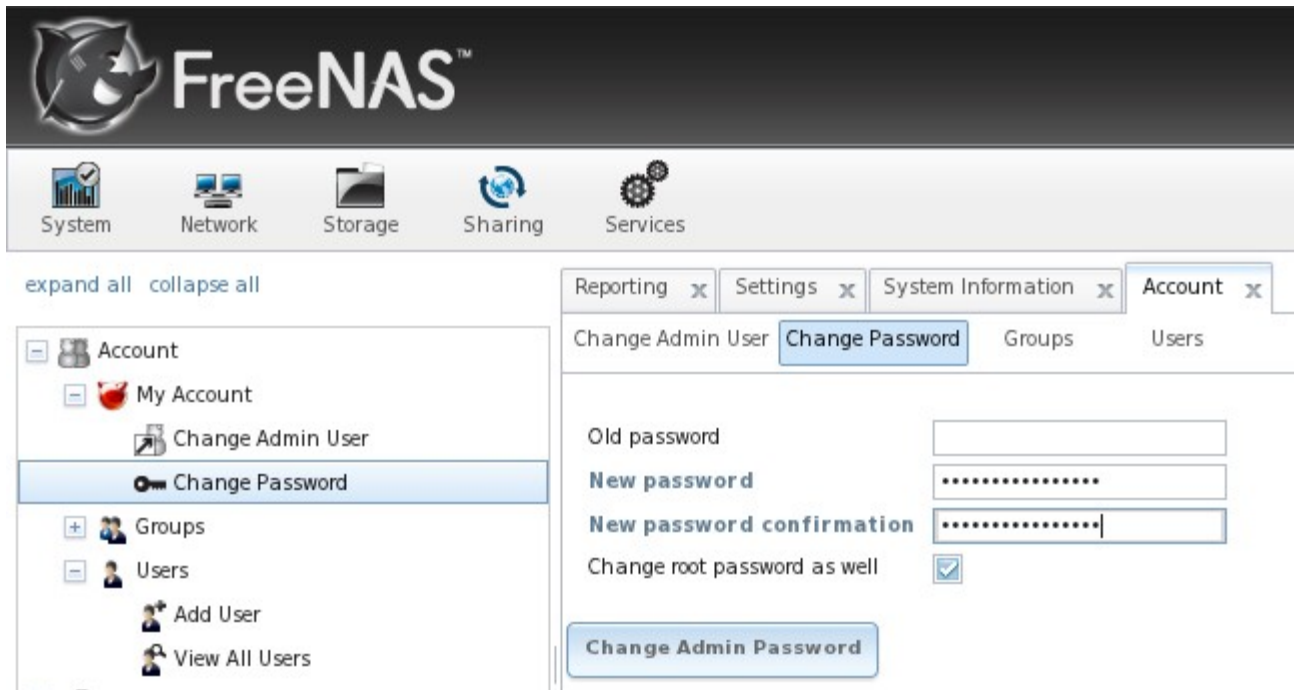 FreeNAS™
System Network Storage Sharing Services
expand all collapse all
Reporting x Settings x System Information x Account x
Change Admin User Change Password Groups Users
Account
My Account
Change Admin User
Change Password
Groups
Users
Add User
View All Users
Old password
New password ••••••••••••••••
New password confirmation ••••••••••••••••
Change root password as well
Change Admin Password